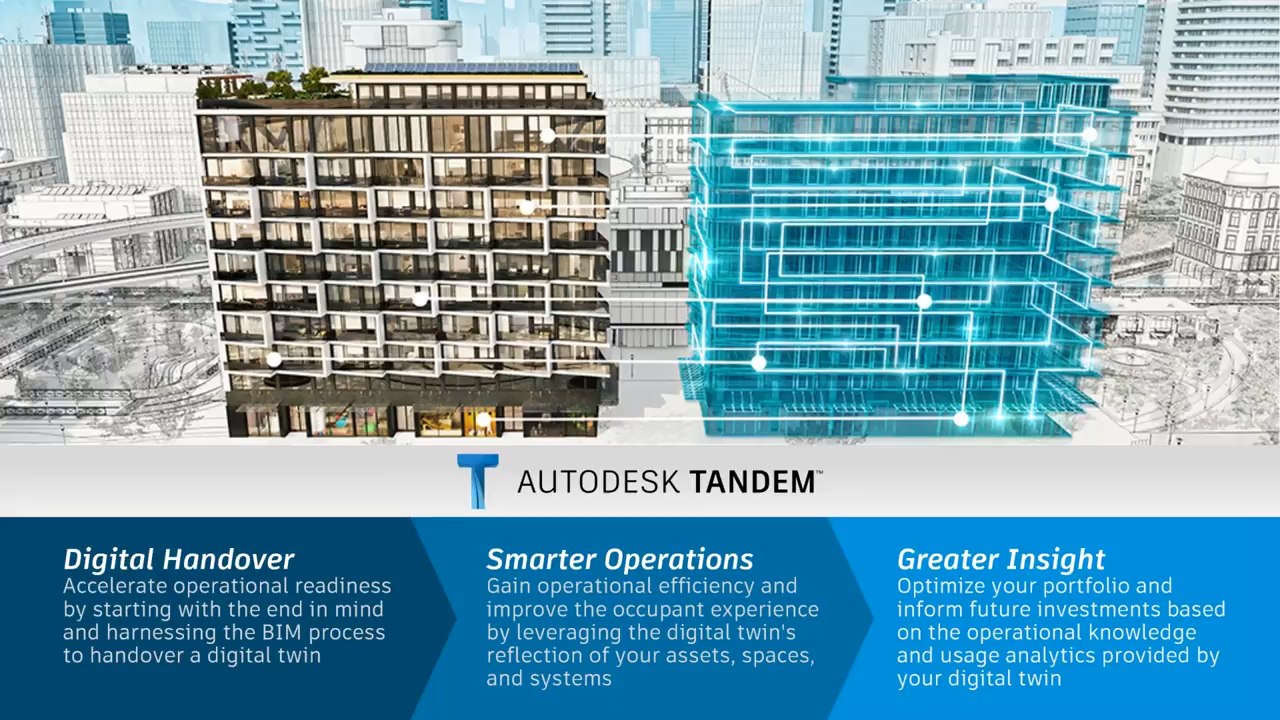 AUTODESK TANDEM™
Digital Handover
Accelerate operational readiness
by starting with the end in mind
and harnessing the BIM process
to handover a digital twin
Smarter Operations
Gain operational efficiency and
improve the occupant experience
by leveraging the digital twin's
reflection of your assets, spaces,
and systems
Greater Insight
Optimize your portfolio and
inform future investments based
on the operational knowledge
and usage analytics provided by
your digital twin